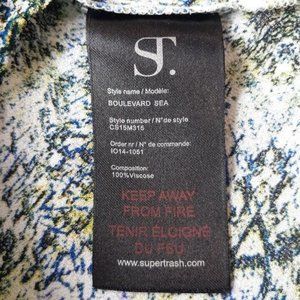 ST.
Style name / Modèle:
BOULEVARD SEA
Style number / N°de style
CS15M316
Order nr / N° de commande:
IO14-1051
Composition:
100%Viscose
KEEP AWAY
FROM FIRE
TENIR ÉLOIGNÉ
DU FEU
www.supertrash.com